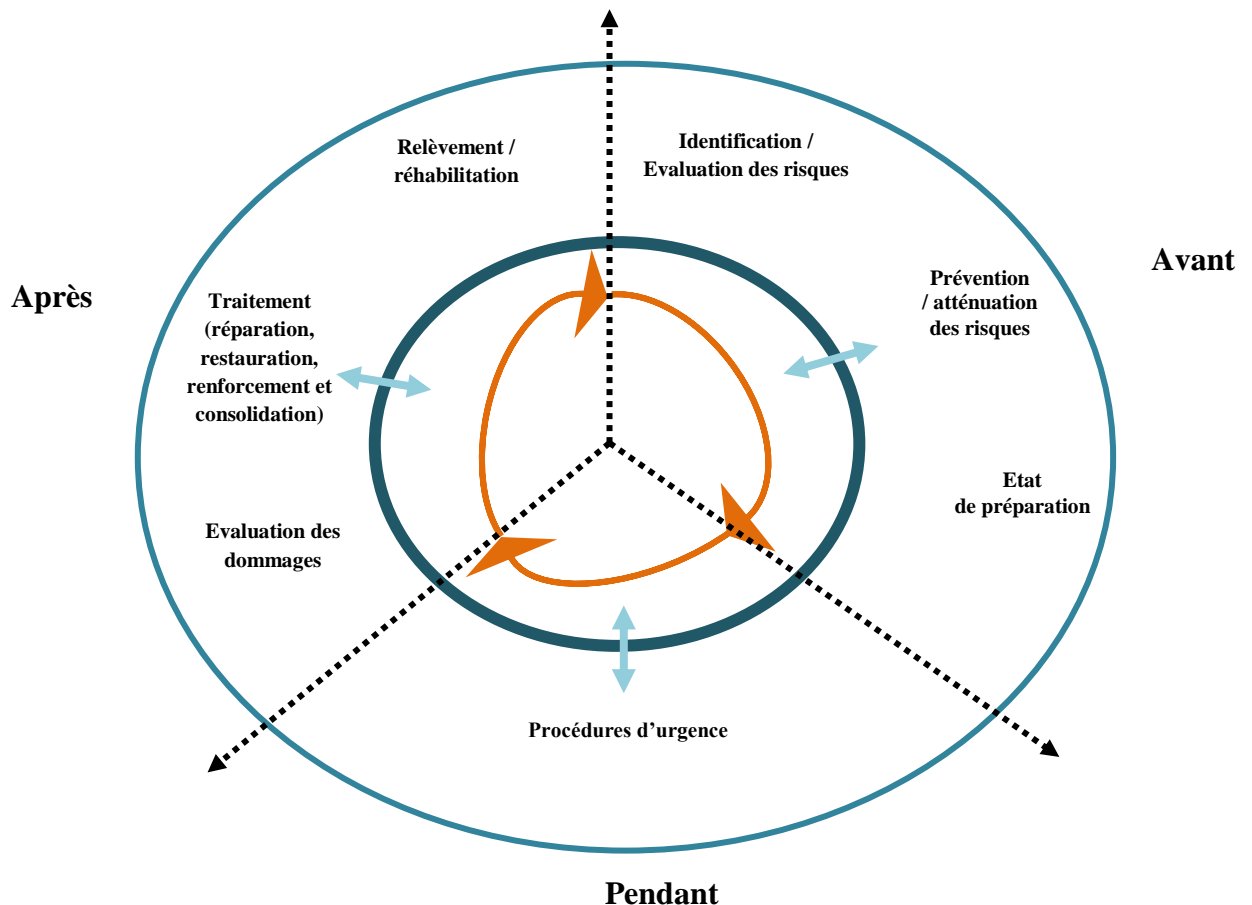 Relèvement /
réhabilitation
Identification /
Evaluation des risques
Avant
Prévention
/ atténuation
des risques
Après
Traitement
(réparation,
restauration,
renforcement et
consolidation)
Etat
de préparation
Evaluation des
dommages
Procédures d’urgence
Pendant